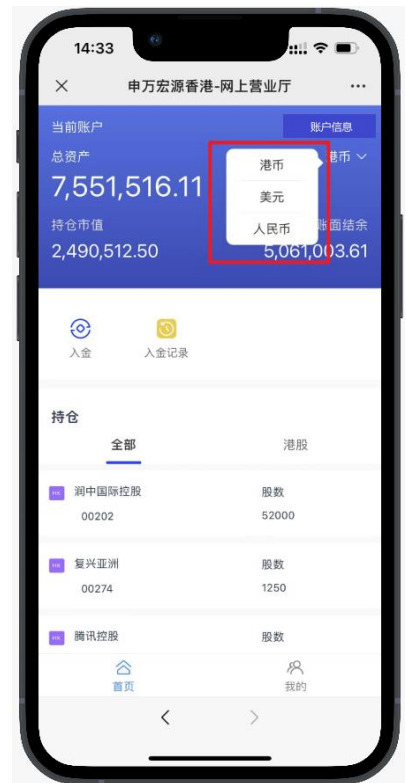 14:33
申万宏源香港-网上营业厅
当前账户
账户信息
总资产
港币
7,551,516.11
港币
美元
人民币
持仓市值
账面结余
2,490,512.50
5,061,003.61
入金
入金记录
持仓
全部
港股
润中国际控股
股数
00202
52000
复兴亚洲
股数
00274
1250
腾讯控股
股数
首页
我的